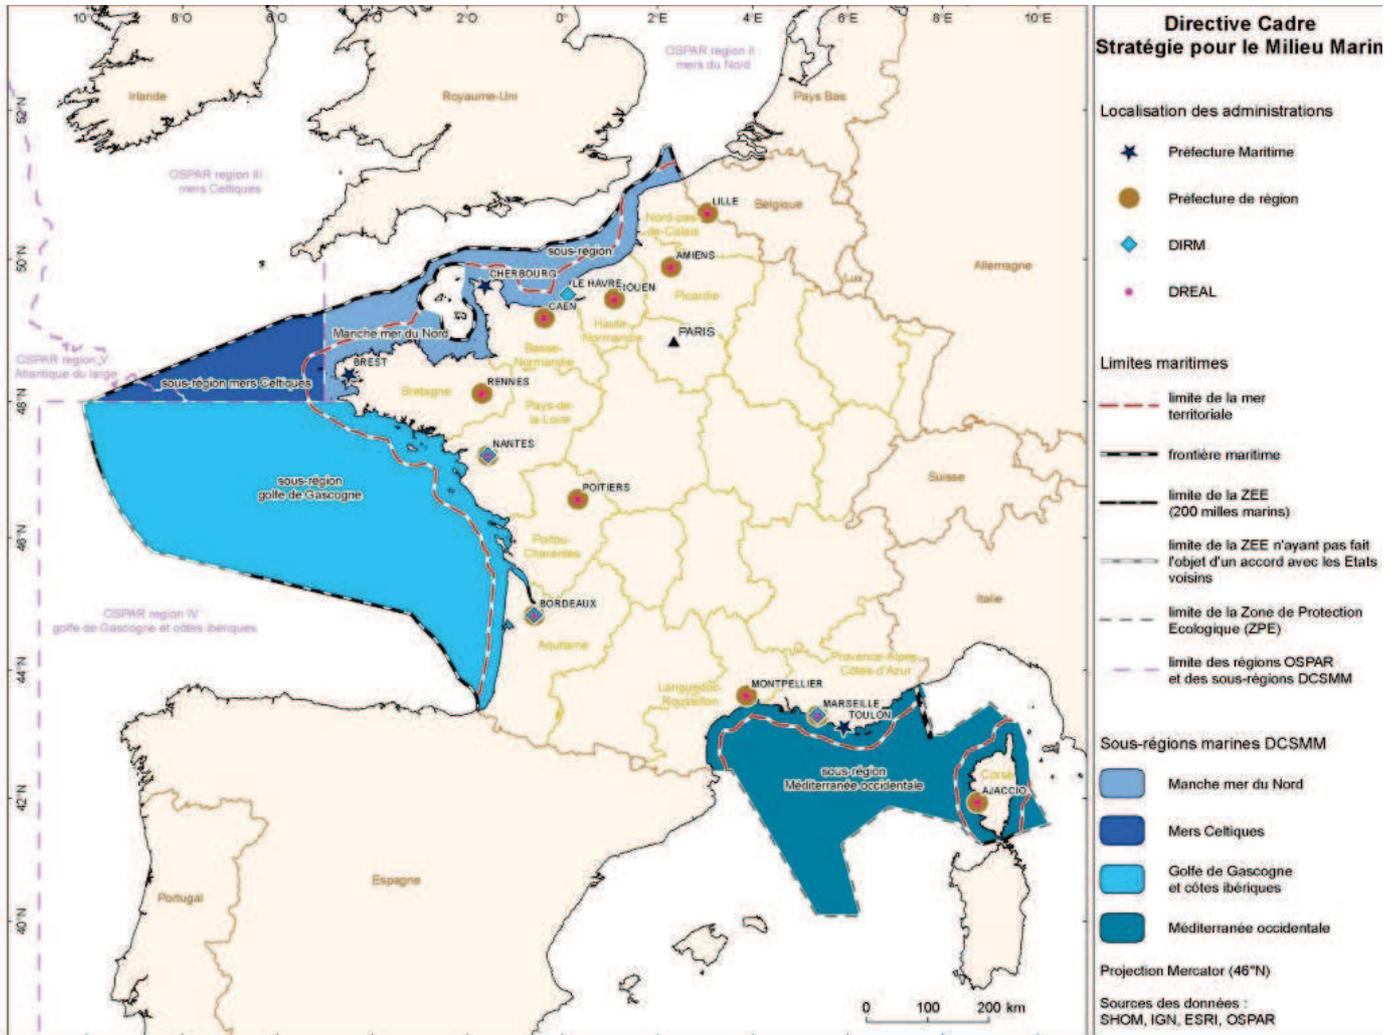 10°O
8°O
6°O
4°O
2°O
0°
2°E
4°E
6°E
8°E
10°E
52°N
50°N
48°N
46°N
44°N
42°N
40°N
OSPAR region II :
mers du Nord
Irlande
Royaume-Uni
Pays Bas
OSPAR region III :
mers Celtiques
LILLE
Belgique
Nord-pas-
de-Calais
sous-région
AMIENS
Allemagne
CHERBOURG
LE HAVRE
Lux
Picardie
CAEN
Manche mer du Nord
Haute
Normandie
PARIS
Basse-
Normandie
OSPAR region V
Atlantique du large
BREST
sous-région mers Celtiques
RENNES
Bretagne
Pays-de-
la-Loire
NANTES
Suisse
sous-région
golfe de Gascogne
POITIERS
Poitou-
Charentes
Italie
OSPAR region IV :
golfe de Gascogne et côtes ibériques
BORDEAUX
Aquitaine
Provence-Alpes-
Côtes-d'Azur
Languedoc-
Roussillon
MONTPELLIER
MARSEILLE
TOULON
sous-région
Méditerranée occidentale
Corse
AJACCIO
Espagne
Portugal
0 100 200 km
Directive Cadre
Stratégie pour le Milieu Marin
Localisation des administrations
Préfecture Maritime
Préfecture de région
DIRM
DREAL
Limites maritimes
limite de la mer
territoriale
frontière maritime
limite de la ZEE
(200 milles marins)
limite de la ZEE n'ayant pas fait
l'objet d'un accord avec les Etats
voisins
limite de la Zone de Protection
Ecologique (ZPE)
limite des régions OSPAR
et des sous-régions DCSMM
Sous-régions marines DCSMM
Manche mer du Nord
Mers Celtiques
Golfe de Gascogne
et côtes ibériques
Méditerranée occidentale
Projection Mercator (46°N)
Sources des données :
SHOM, IGN, ESRI, OSPAR